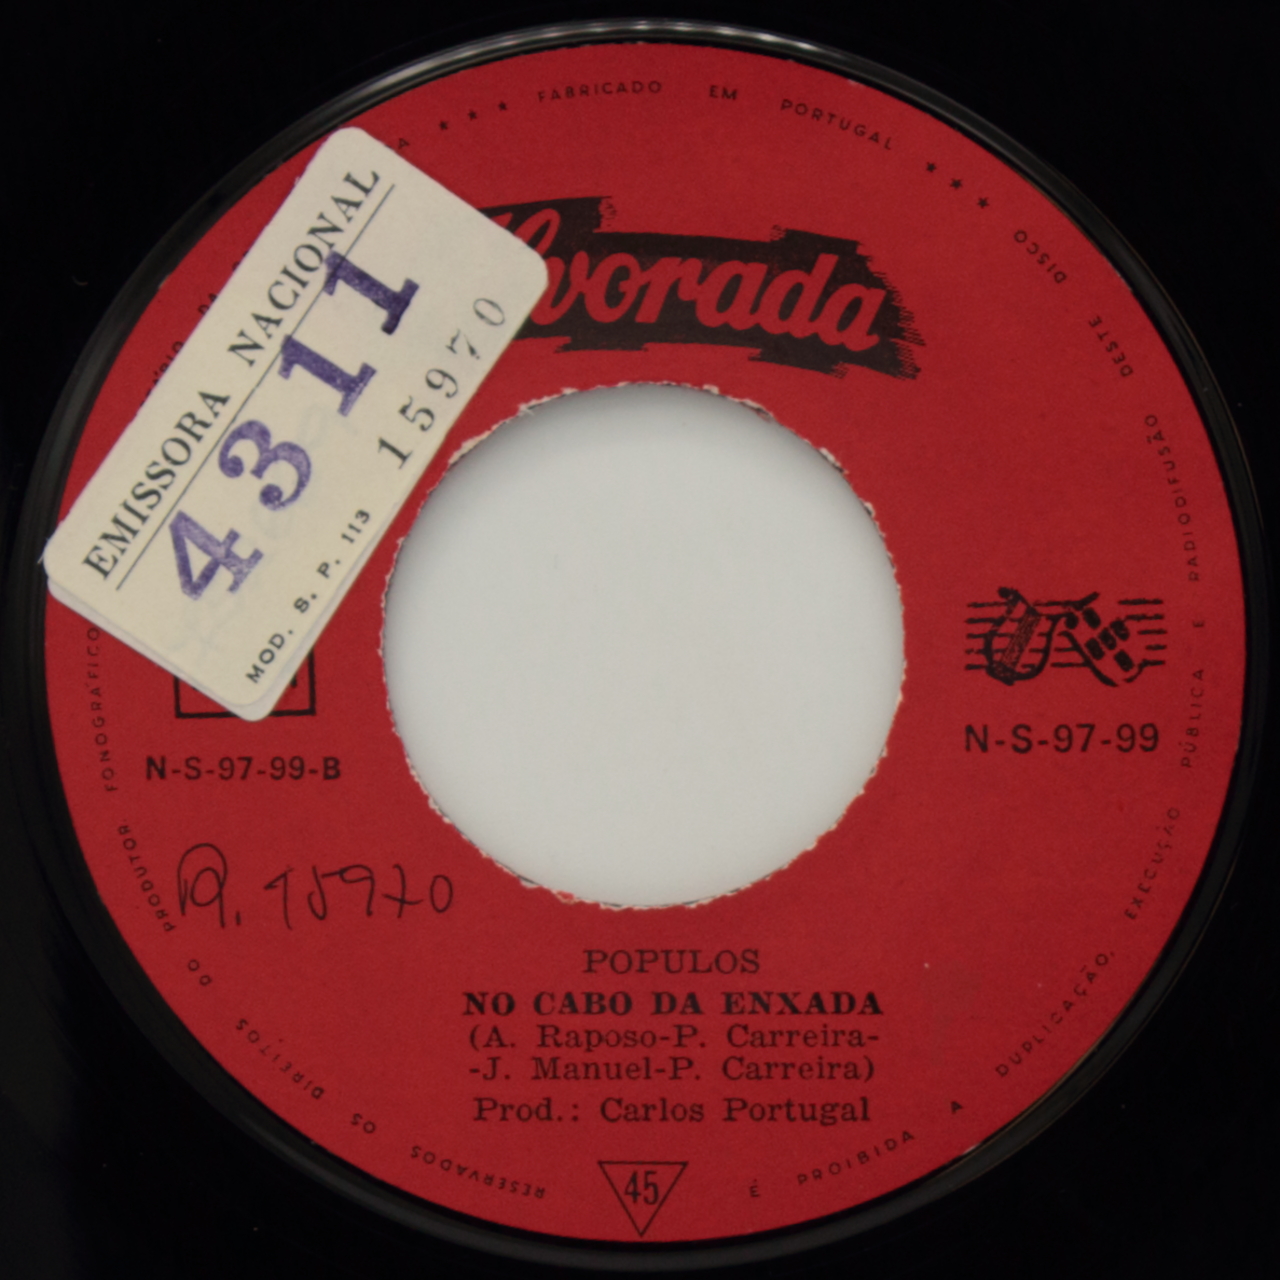 FABRICADO EM PORTUGAL
EMISSORA NACIONAL
4311
15970
MOD. S. P. 113
N-S-97-99-B
N-S-97-99
R. 15970
POPULOS
NO CABO DA ENXADA
(A. Raposo-P. Carreira-
-J. Manuel-P. Carreira)
Prod.: Carlos Portugal
45
RESERVADOS OS DIREITOS DO PRODUTOR FONOGRÁFICO
É PROIBIDA A DUPLICAÇÃO, EXECUÇÃO PÚBLICA E RADIODIFUSÃO DESTE DISCO